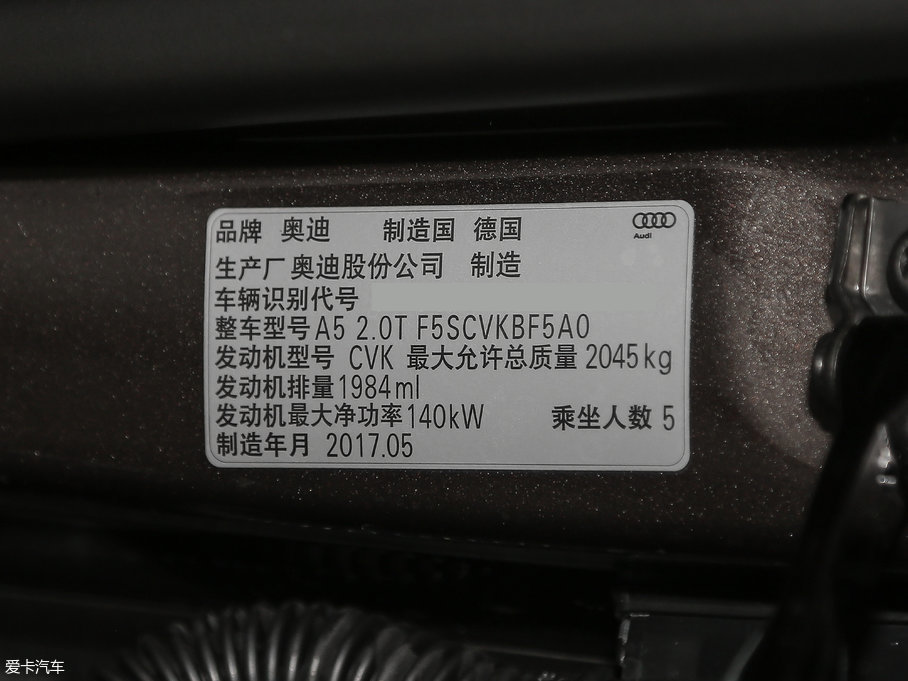 品牌 奥迪 制造国 德国
Audi
生产厂 奥迪股份公司 制造
车辆识别代号
整车型号 A5 2.0T F5SCVKBF5A0
发动机型号 CVK 最大允许总质量 2045kg
发动机排量 1984ml
发动机最大净功率 140kW 乘坐人数 5
制造年月 2017.05
爱卡汽车